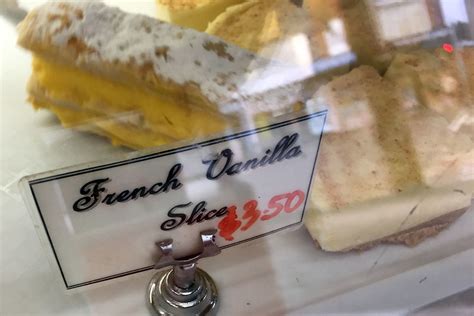 French Vanilla
Slice $3.50